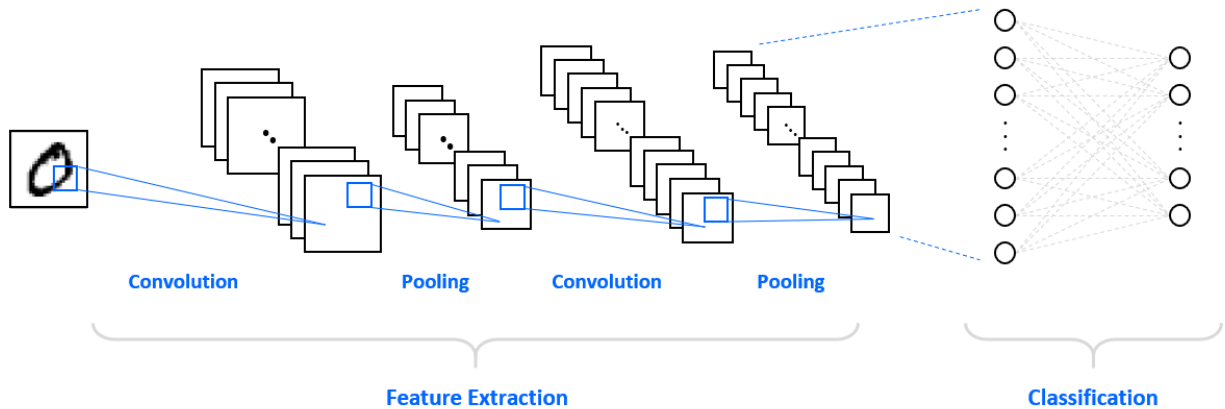 Convolution
Pooling
Convolution
Pooling
Feature Extraction
Classification